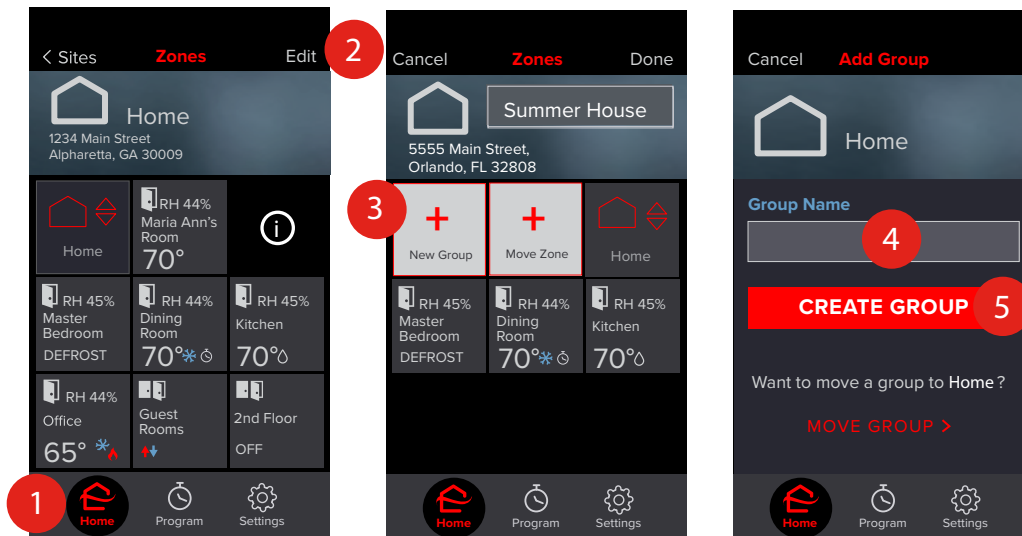 < Sites Zones Edit
Home
1234 Main Street
Alpharetta, GA 30009
Home
RH 44%
Maria Ann's
Room
70°
i
RH 45%
Master
Bedroom
DEFROST
RH 44%
Dining
Room
70°
RH 45%
Kitchen
70°
RH 44%
Office
65°
Guest
Rooms
2nd Floor
OFF
1
Home Program Settings
2
Cancel Zones Done
Summer House
5555 Main Street,
Orlando, FL 32808
3
+
New Group
+
Move Zone
Home
RH 45%
Master
Bedroom
DEFROST
RH 44%
Dining
Room
70°
RH 45%
Kitchen
70°
Home Program Settings
Cancel Add Group
Home
Group Name
4
CREATE GROUP
5
Want to move a group to Home?
MOVE GROUP >
Home Program Settings